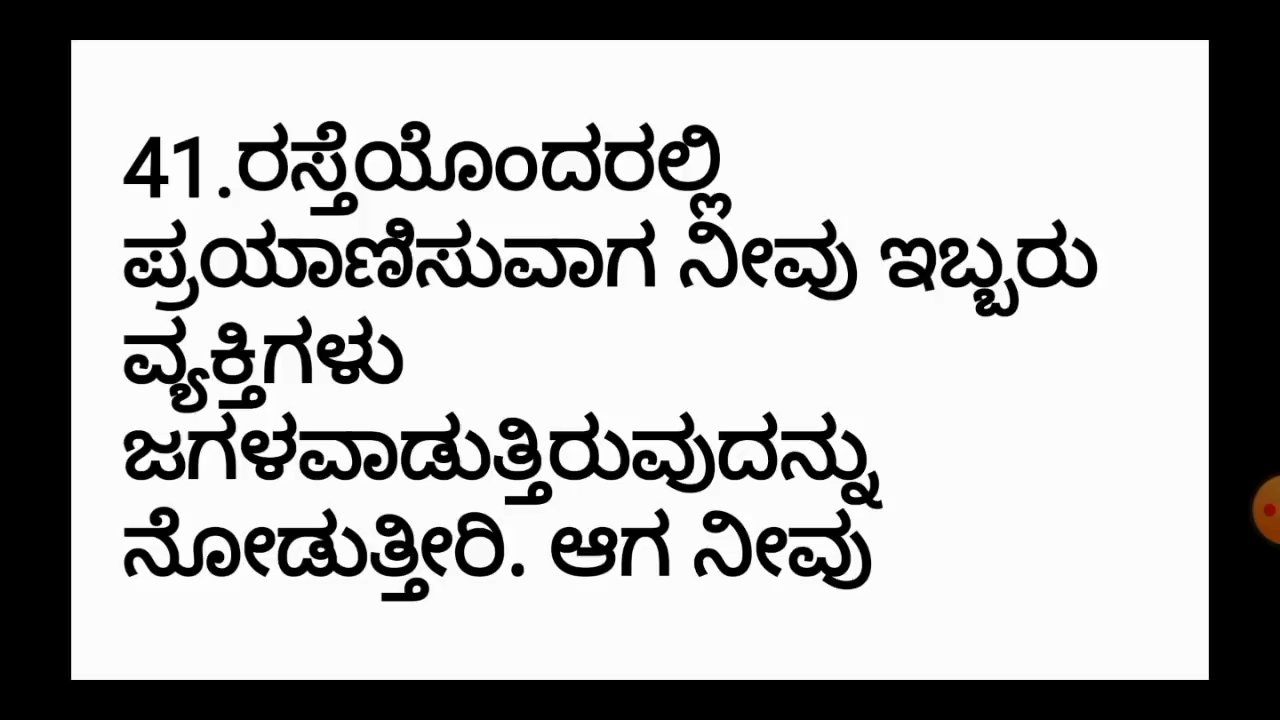 41.ರಸ್ತೆಯೊಂದರಲ್ಲಿ
ಪ್ರಯಾಣಿಸುವಾಗ ನೀವು ಇಬ್ಬರು
ವ್ಯಕ್ತಿಗಳು
ಜಗಳವಾಡುತ್ತಿರುವುದನ್ನು
ನೋಡುತ್ತೀರಿ. ಆಗ ನೀವು